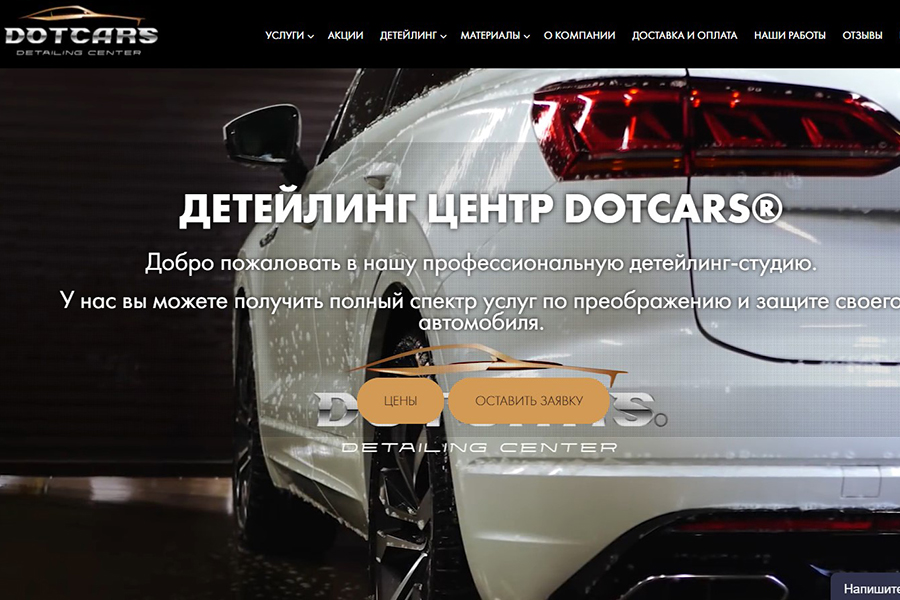 DOTCARS
DETAILING CENTER
УСЛУГИ АКЦИИ ДЕТЕЙЛИНГ МАТЕРИАЛЫ О КОМПАНИИ ДОСТАВКА И ОПЛАТА НАШИ РАБОТЫ ОТЗЫВЫ
ДЕТЕЙЛИНГ ЦЕНТР DOTCARS®
Добро пожаловать в нашу профессиональную детейлинг-студию.
У нас вы можете получить полный спектр услуг по преображению и защите своего
автомобиля.
ЦЕНЫ ОСТАВИТЬ ЗАЯВКУ
DETAILING CENTER
Напишите